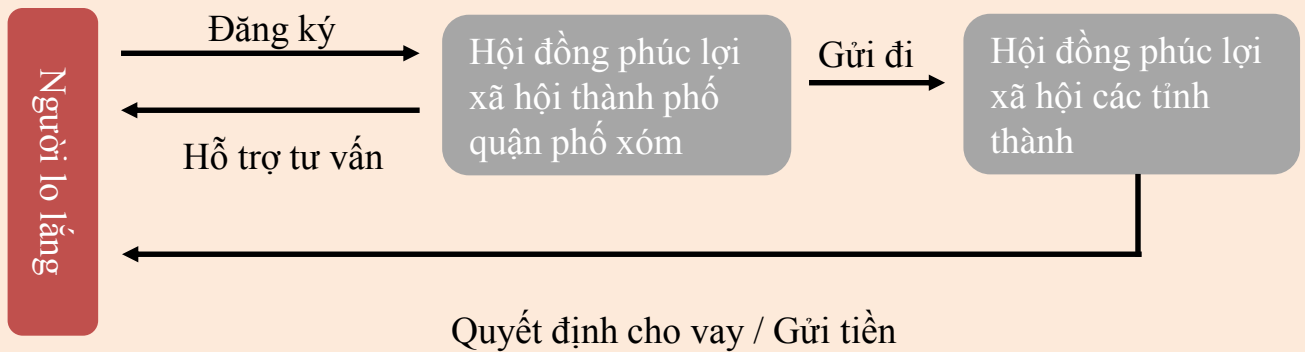 Người lo lắng
Đăng ký
Hỗ trợ tư vấn
Hội đồng phúc lợi
xã hội thành phố
quận phố xóm
Gửi đi
Hội đồng phúc lợi
xã hội các tỉnh
thành
Quyết định cho vay / Gửi tiền